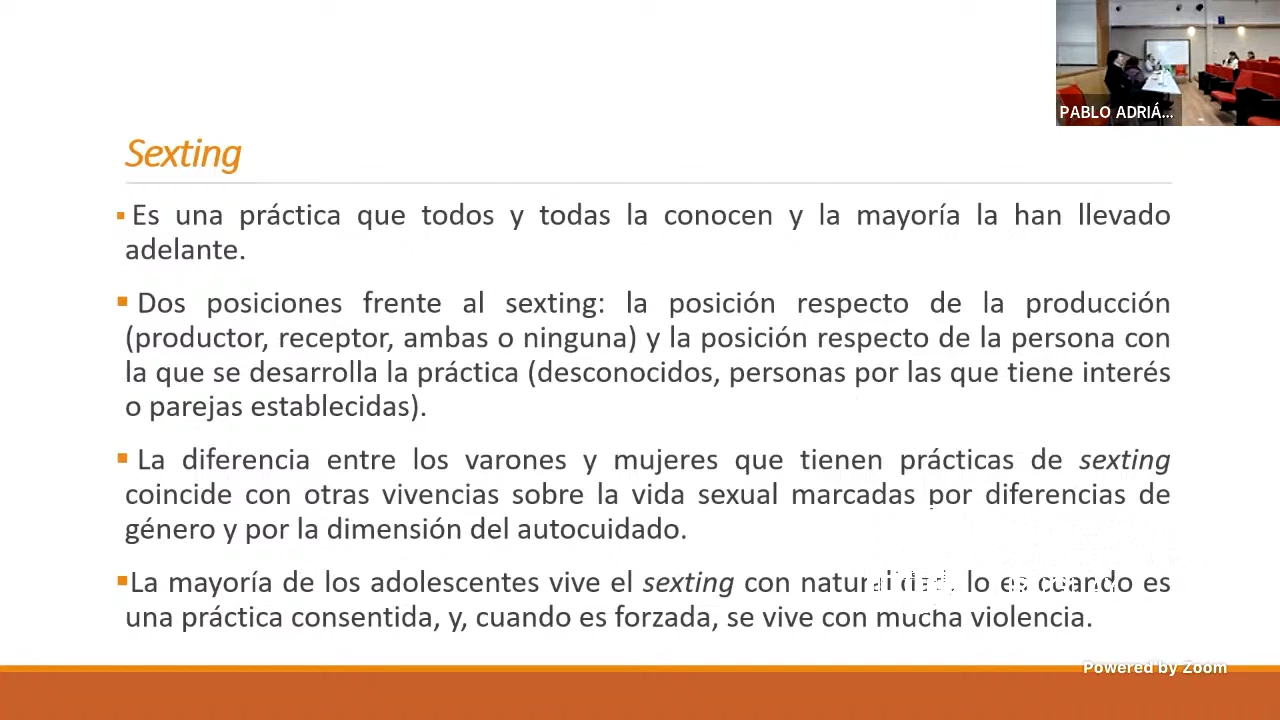 PABLO ADRIÁ...
Sexting
Es una práctica que todos y todas la conocen y la mayoría la han llevado
adelante.
Dos posiciones frente al sexting: la posición respecto de la producción
(productor, receptor, ambas o ninguna) y la posición respecto de la persona con
la que se desarrolla la práctica (desconocidos, personas por las que tiene interés
o parejas establecidas).
La diferencia entre los varones y mujeres que tienen prácticas de sexting
coincide con otras vivencias sobre la vida sexual marcadas por diferencias de
género y por la dimensión del autocuidado.
La mayoría de los adolescentes vive el sexting con lo es
una práctica consentida, y, cuando es forzada, se vive con mucha violencia.
Powered by Zoom